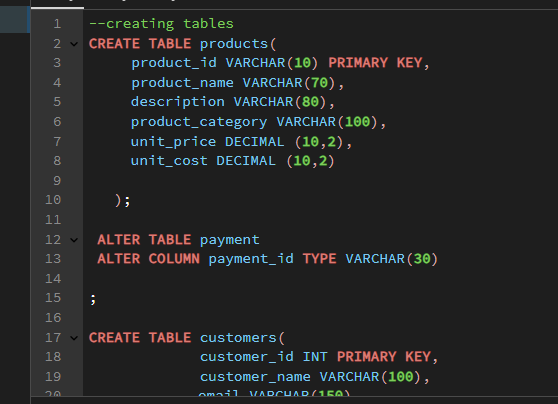 1 --creating tables
2 CREATE TABLE products(
3 product_id VARCHAR(10) PRIMARY KEY,
4 product_name VARCHAR(70),
5 description VARCHAR(80),
6 product_category VARCHAR(100),
7 unit_price DECIMAL (10,2),
8 unit_cost DECIMAL (10,2)
9
10 );
11
12 ALTER TABLE payment
13 ALTER COLUMN payment_id TYPE VARCHAR(30)
14
15 ;
16
17 CREATE TABLE customers(
18 customer_id INT PRIMARY KEY,
19 customer_name VARCHAR(100),
20 email VARCHAR(150)